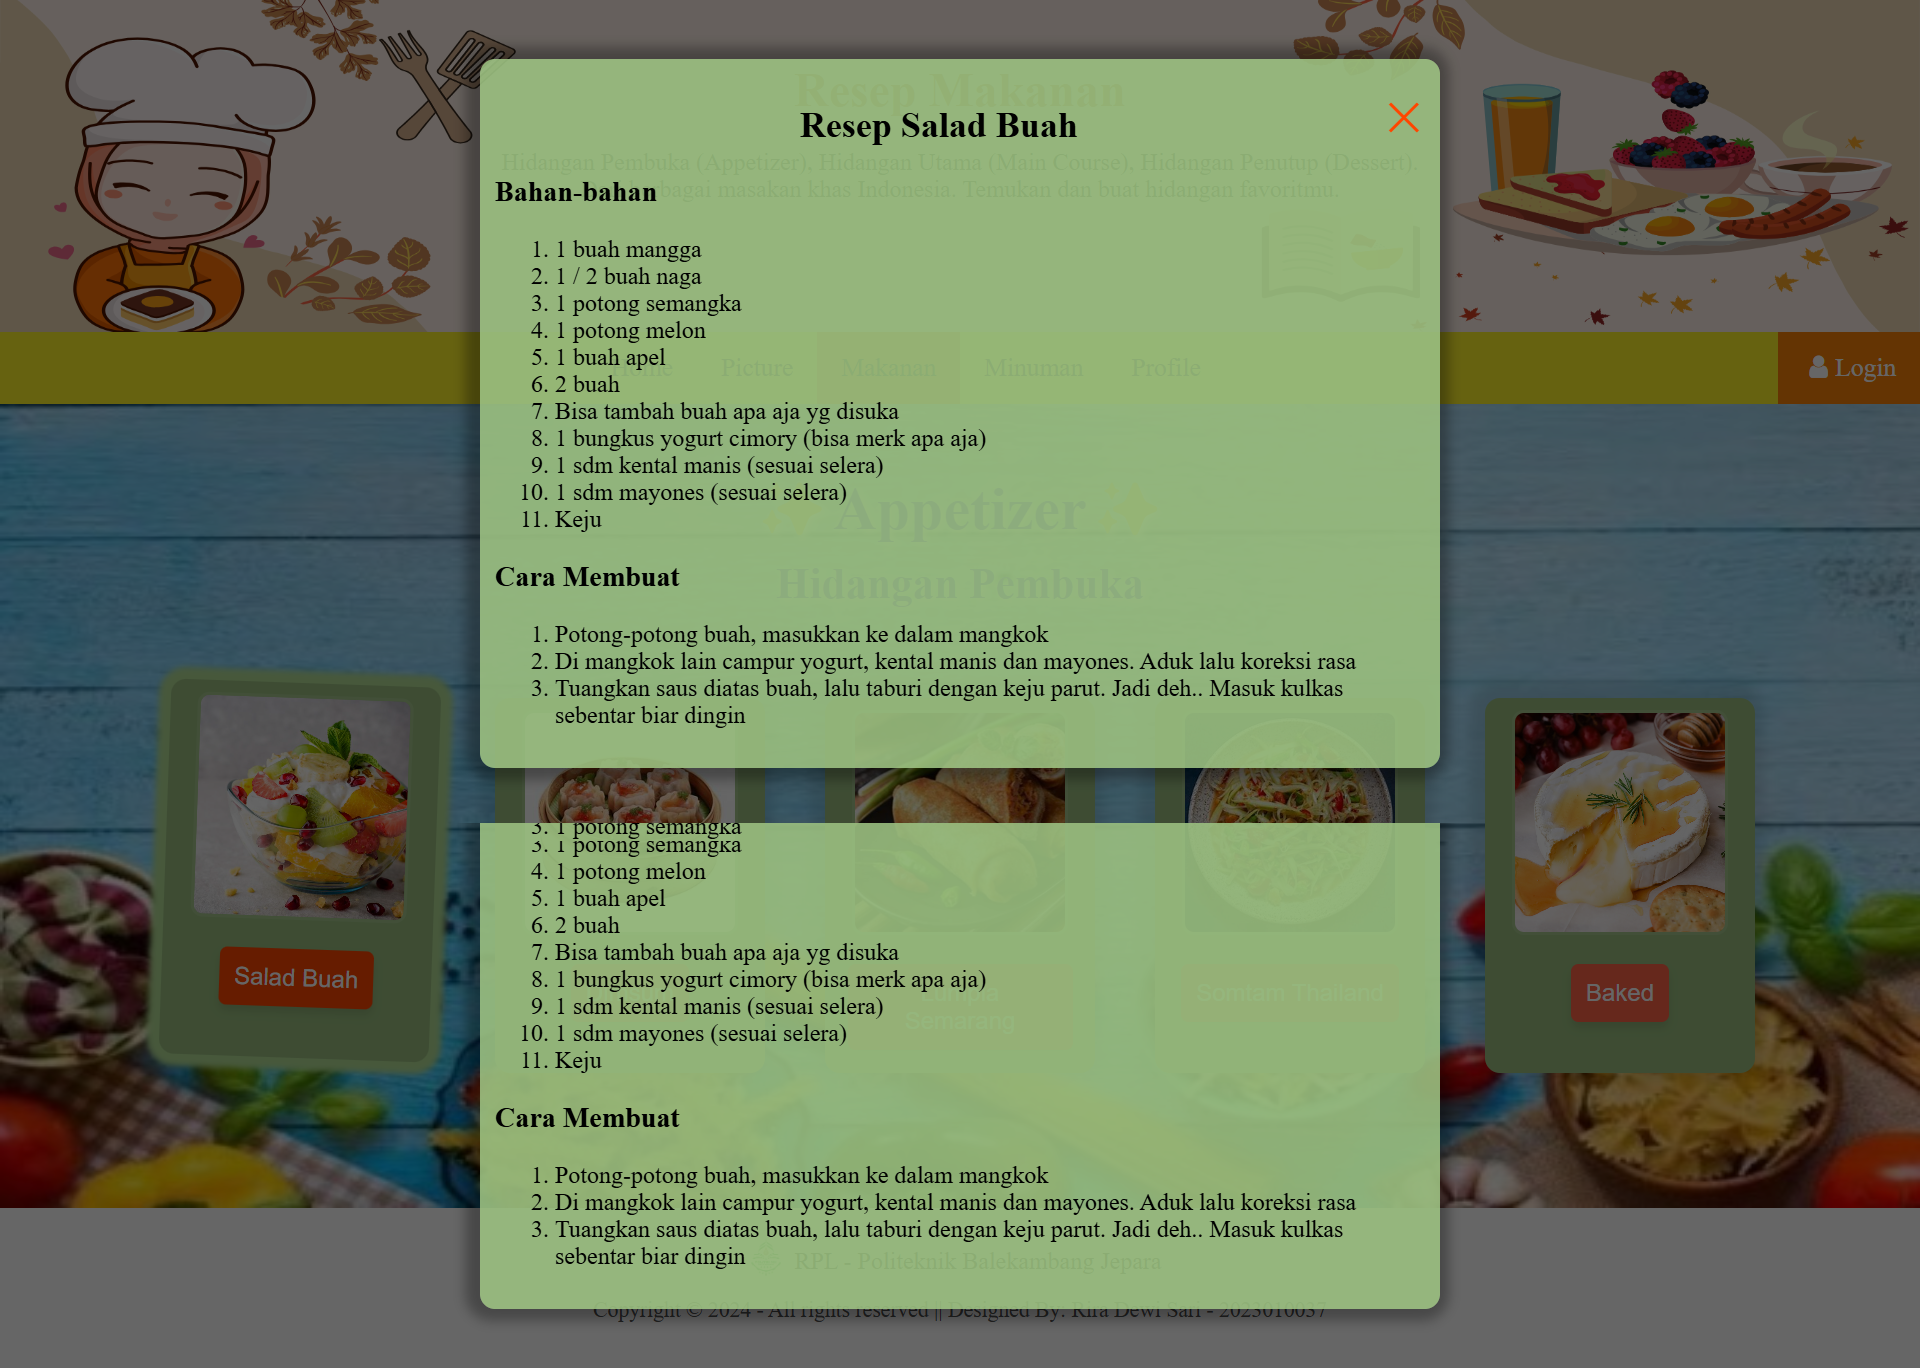 Resep Makanan
Resep Salad Buah
Hidangan Pembuka (Appetizer), Hidangan Utama (Main Course), Hidangan Penutup (Dessert).
bagai masakan khas Indonesia. Temukan dan buat hidangan favoritmu.
Bahan-bahan
1. 1 buah mangga
2. 1 / 2 buah naga
3. 1 potong semangka
4. 1 potong melon
5. 1 buah apel
Home Picture Makanan Minuman Profile Login
6. 2 buah
7. Bisa tambah buah apa aja yg disuka
8. 1 bungkus yogurt cimory (bisa merk apa aja)
9. 1 sdm kental manis (sesuai selera)
10. 1 sdm mayones (sesuai selera)
11. Keju
Appetizer
Hidangan Pembuka
Cara Membuat
1. Potong-potong buah, masukkan ke dalam mangkok
2. Di mangkok lain campur yogurt, kental manis dan mayones. Aduk lalu koreksi rasa
3. Tuangkan saus diatas buah, lalu taburi dengan keju parut. Jadi deh.. Masuk kulkas
sebentar biar dingin
3. 1 potong semangka
3. 1 potong semangka
4. 1 potong melon
5. 1 buah apel
6. 2 buah
7. Bisa tambah buah apa aja yg disuka
8. 1 bungkus yogurt cimory (bisa merk apa aja)
9. 1 sdm kental manis (sesuai selera)
10. 1 sdm mayones (sesuai selera)
11. Keju
Salad Buah
Semarang
Somtam Thailand
Baked
Cara Membuat
1. Potong-potong buah, masukkan ke dalam mangkok
2. Di mangkok lain campur yogurt, kental manis dan mayones. Aduk lalu koreksi rasa
3. Tuangkan saus diatas buah, lalu taburi dengan keju parut. Jadi deh.. Masuk kulkas
sebentar biar dingin
RPL - Politeknik Balekambang Jepara
Copyright © 2024 - All rights reserved || Designed By. Rifa Dewi Sari - 2023010037